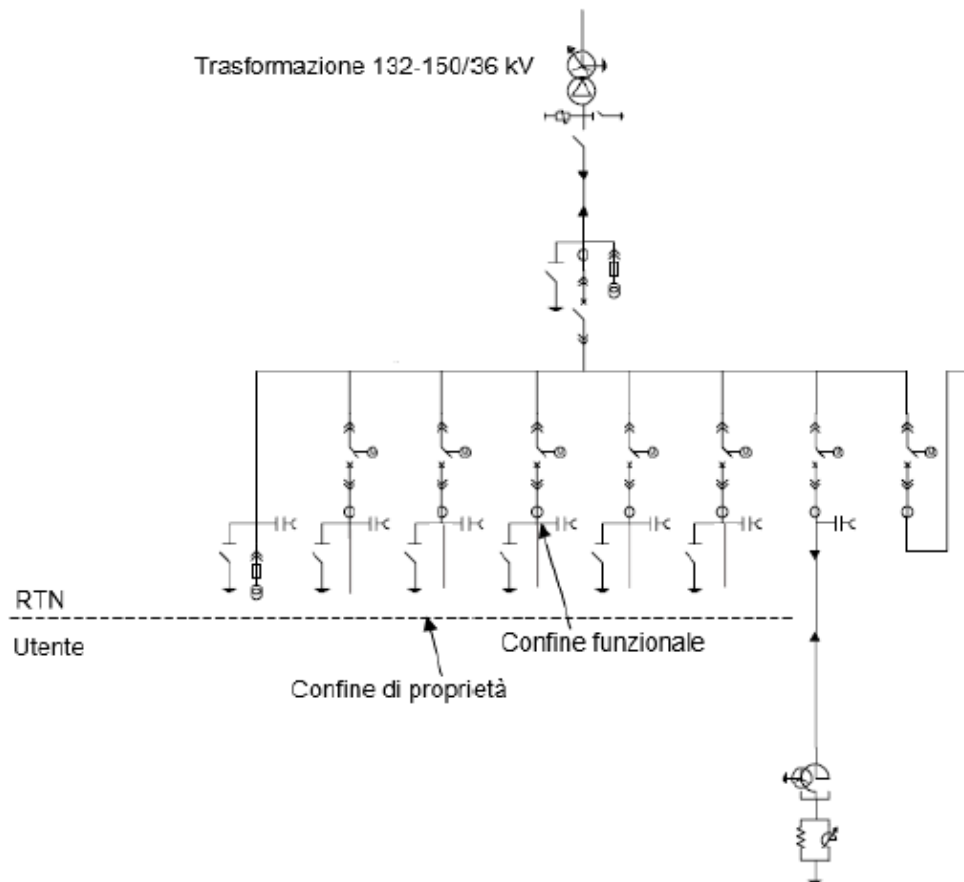 Trasformazione 132-150/36 kV
RTN
Utente
Confine funzionale
Confine di proprietà